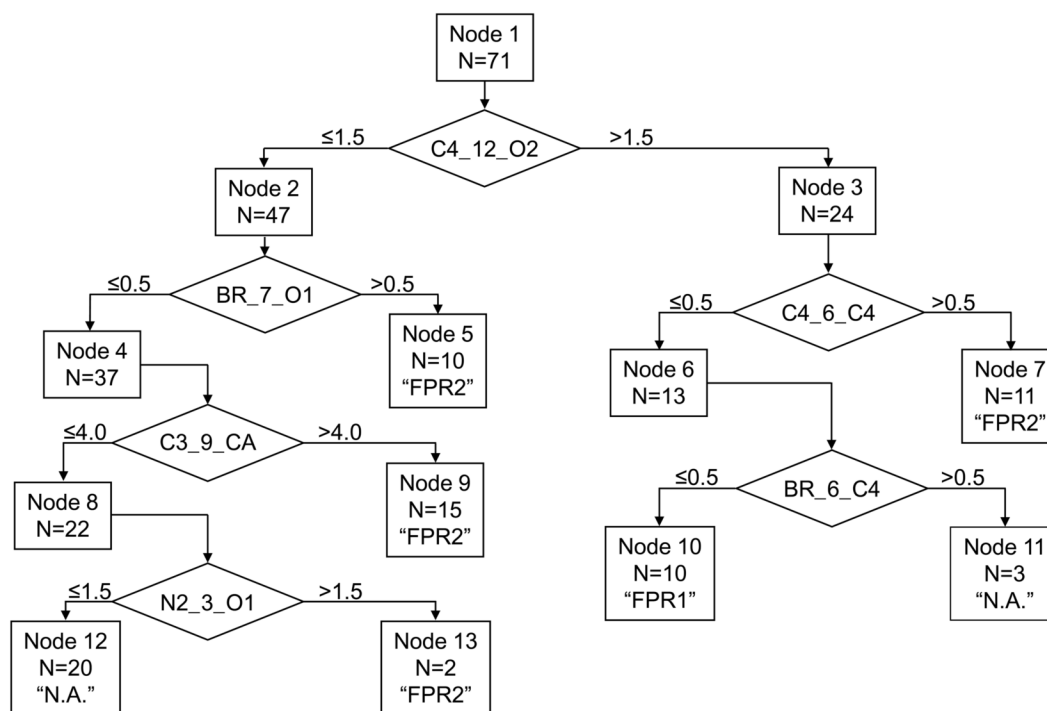 Node 1
N=71
≤1.5
C4_12_O2
>1.5
Node 2
N=47
Node 3
N=24
≤0.5
BR_7_O1
>0.5
≤0.5
C4_6_C4
>0.5
Node 4
N=37
Node 5
N=10
“FPR2”
Node 6
N=13
Node 7
N=11
“FPR2”
≤4.0
C3_9_CA
>4.0
≤0.5
BR_6_C4
>0.5
Node 8
N=22
Node 9
N=15
“FPR2”
Node 10
N=10
“FPR1”
Node 11
N=3
“N.A.”
≤1.5
N2_3_O1
>1.5
Node 12
N=20
“N.A.”
Node 13
N=2
“FPR2”